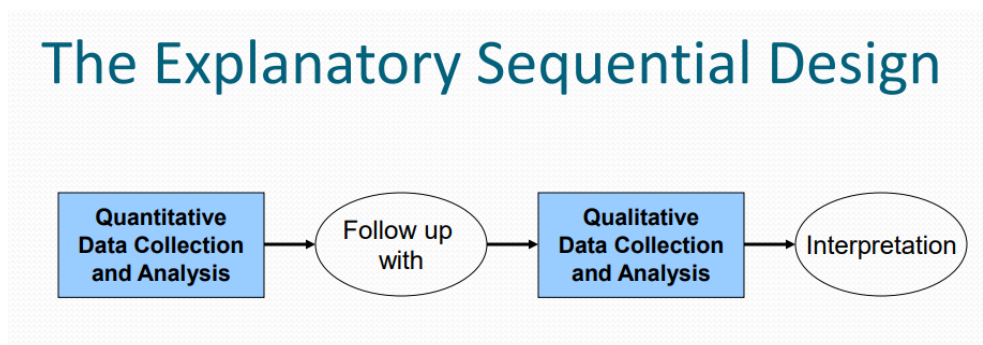 The Explanatory Sequential Design
Quantitative
Data Collection
and Analysis
Follow up
with
Qualitative
Data Collection
and Analysis
Interpretation